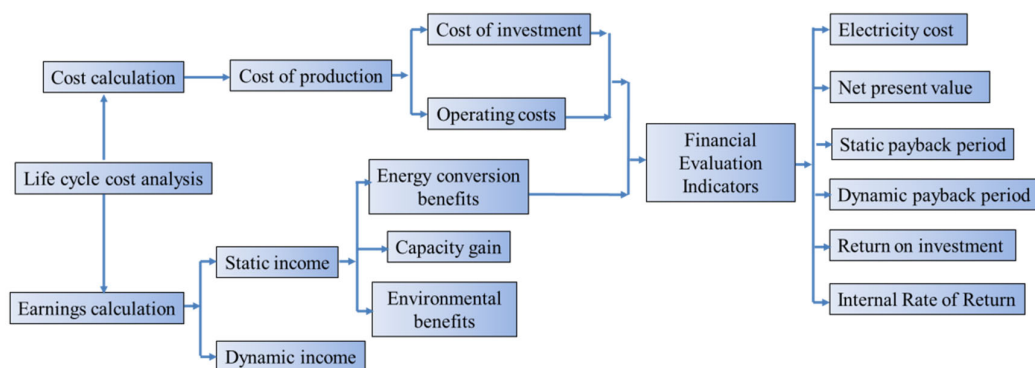 Life cycle cost analysis
Cost calculation
Cost of production
Cost of investment
Operating costs
Earnings calculation
Static income
Dynamic income
Energy conversion
benefits
Capacity gain
Environmental
benefits
Financial
Evaluation
Indicators
Electricity cost
Net present value
Static payback period
Dynamic payback period
Return on investment
Internal Rate of Return